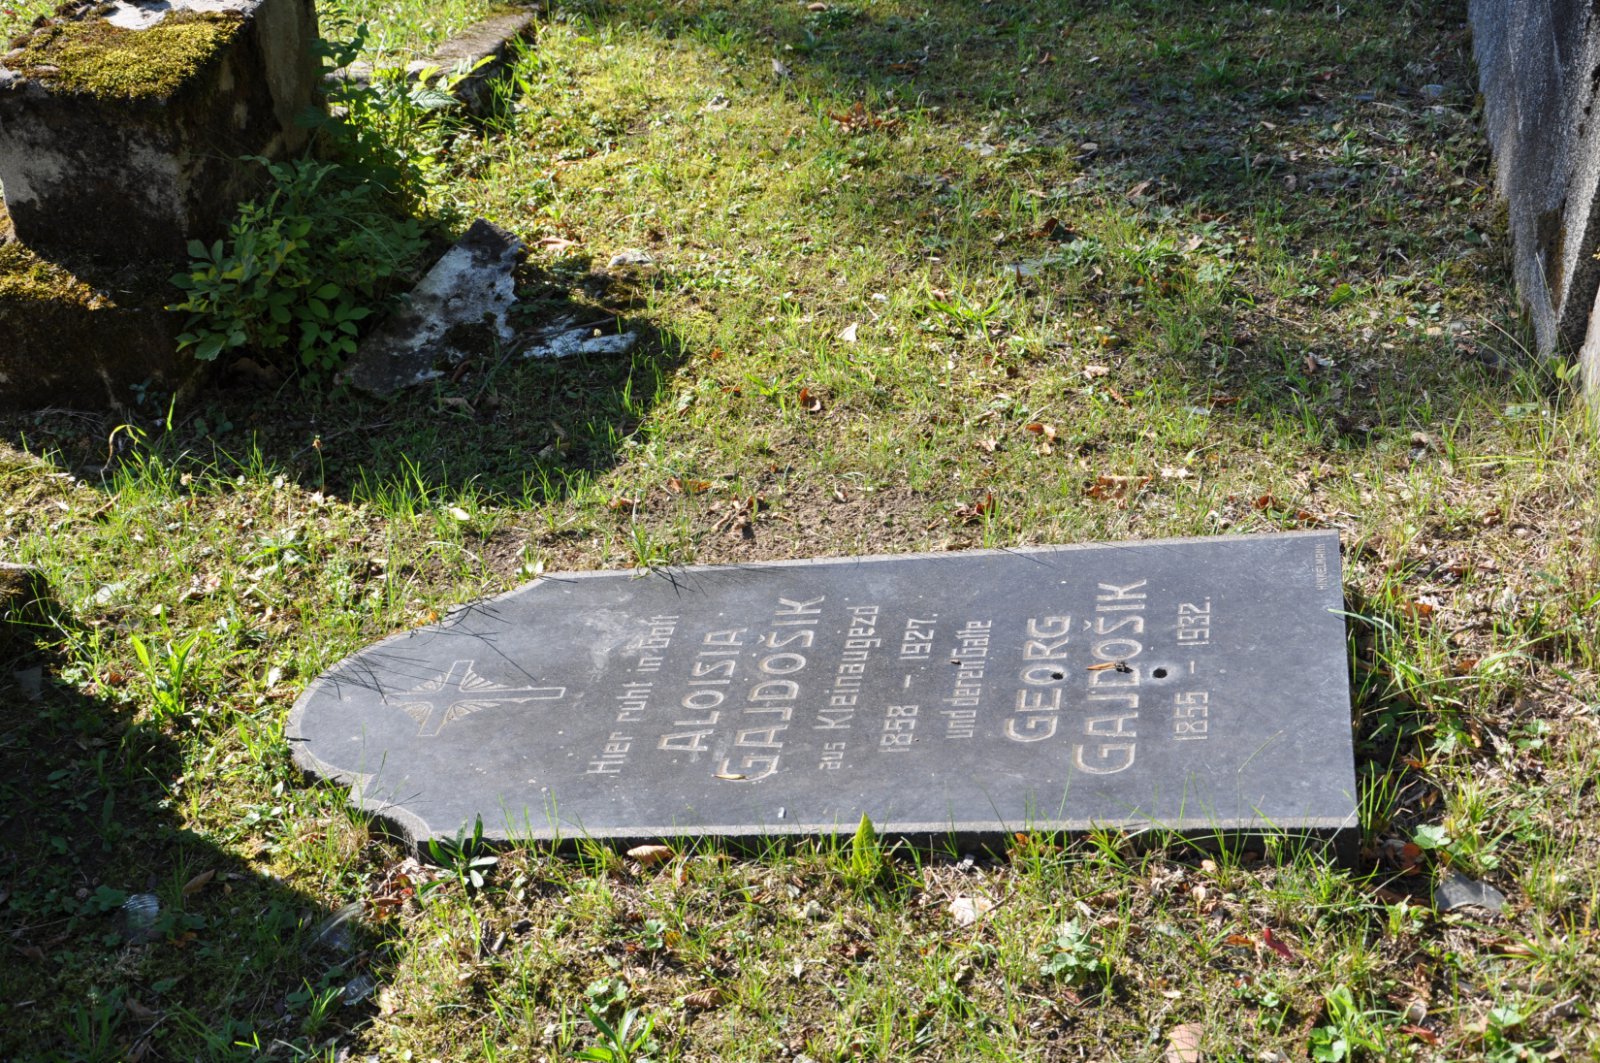 Hier ruht in Gott
ALOISIA
GAJDOŠIK
aus Kleinaugezd
1858 – 1927.
und deren Gatte
GEORG
GAJDOŠIK
1855 – 1932.